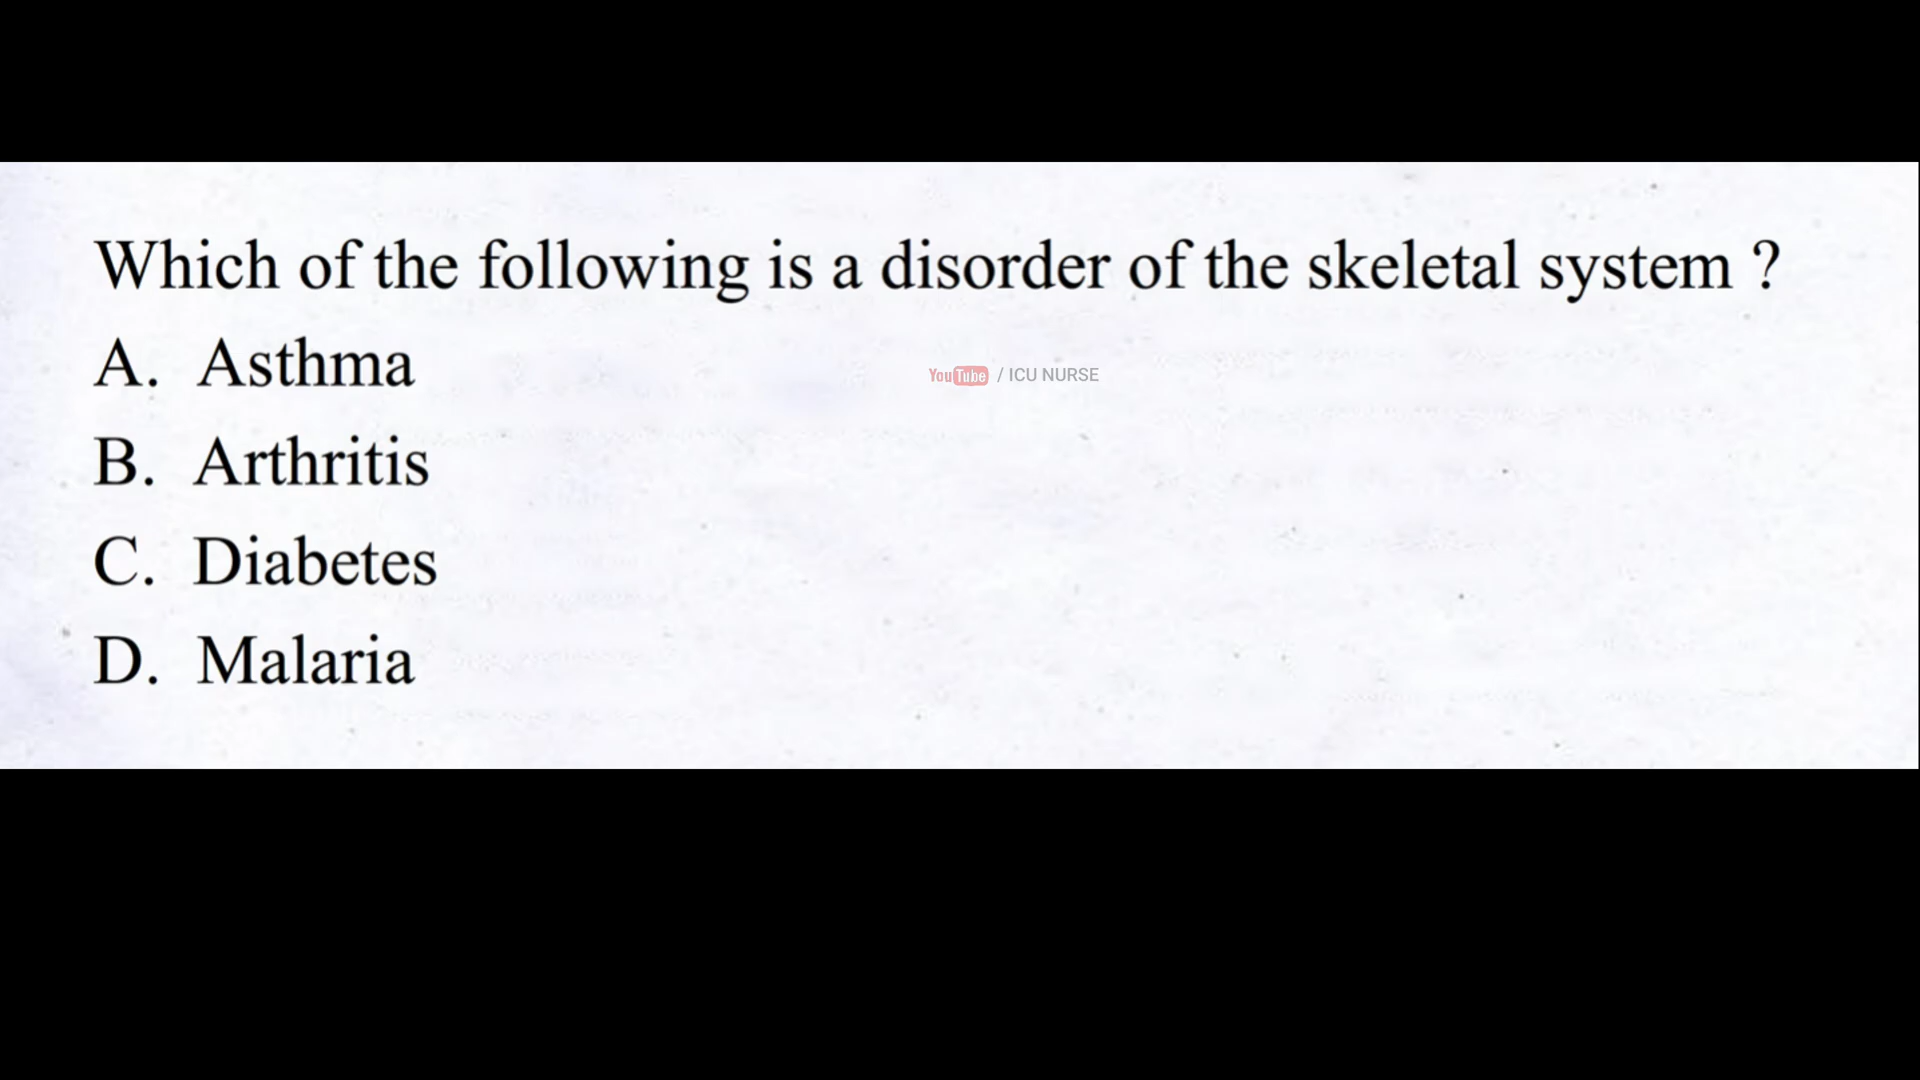 Which of the following is a disorder of the skeletal system ?
A. Asthma
YouTube / ICU NURSE
B. Arthritis
C. Diabetes
D. Malaria